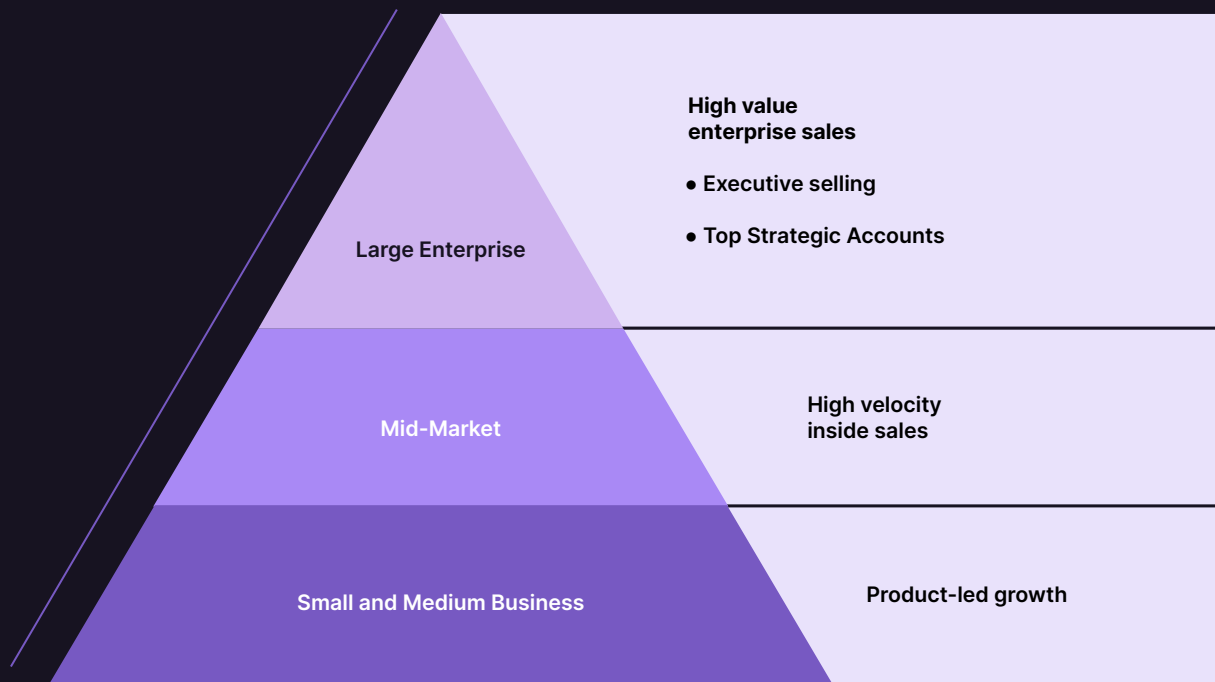 High value
enterprise sales
• Executive selling
• Top Strategic Accounts
Large Enterprise
High velocity
inside sales
Mid-Market
Product-led growth
Small and Medium Business